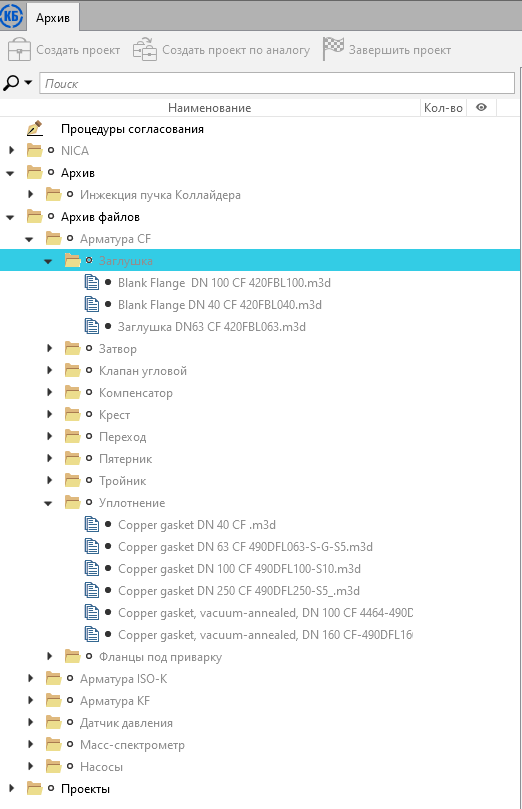 КБ Архив
Создать проект Создать проект по аналогу Завершить проект
Поиск
Наименование Кол-во
Процедуры согласования
NICA
Архив
Инжекция пучка Коллайдера
Архив файлов
Арматура CF
Заглушка
Blank Flange DN 100 CF 420FBL100.m3d
Blank Flange DN 40 CF 420FBL040.m3d
Заглушка DN63 CF 420FBL063.m3d
Затвор
Клапан угловой
Компенсатор
Крест
Переход
Пятерник
Тройник
Уплотнение
Copper gasket DN 40 CF .m3d
Copper gasket DN 63 CF 490DFL063-S-G-S5.m3d
Copper gasket DN 100 CF 490DFL100-S10.m3d
Copper gasket DN 250 CF 490DFL250-S5_.m3d
Copper gasket, vacuum-annealed, DN 100 CF 4464-490D
Copper gasket, vacuum-annealed, DN 160 CF-490DFL16
Фланцы под приварку
Арматура ISO-K
Арматура KF
Датчик давления
Масс-спектрометр
Насосы
Проекты